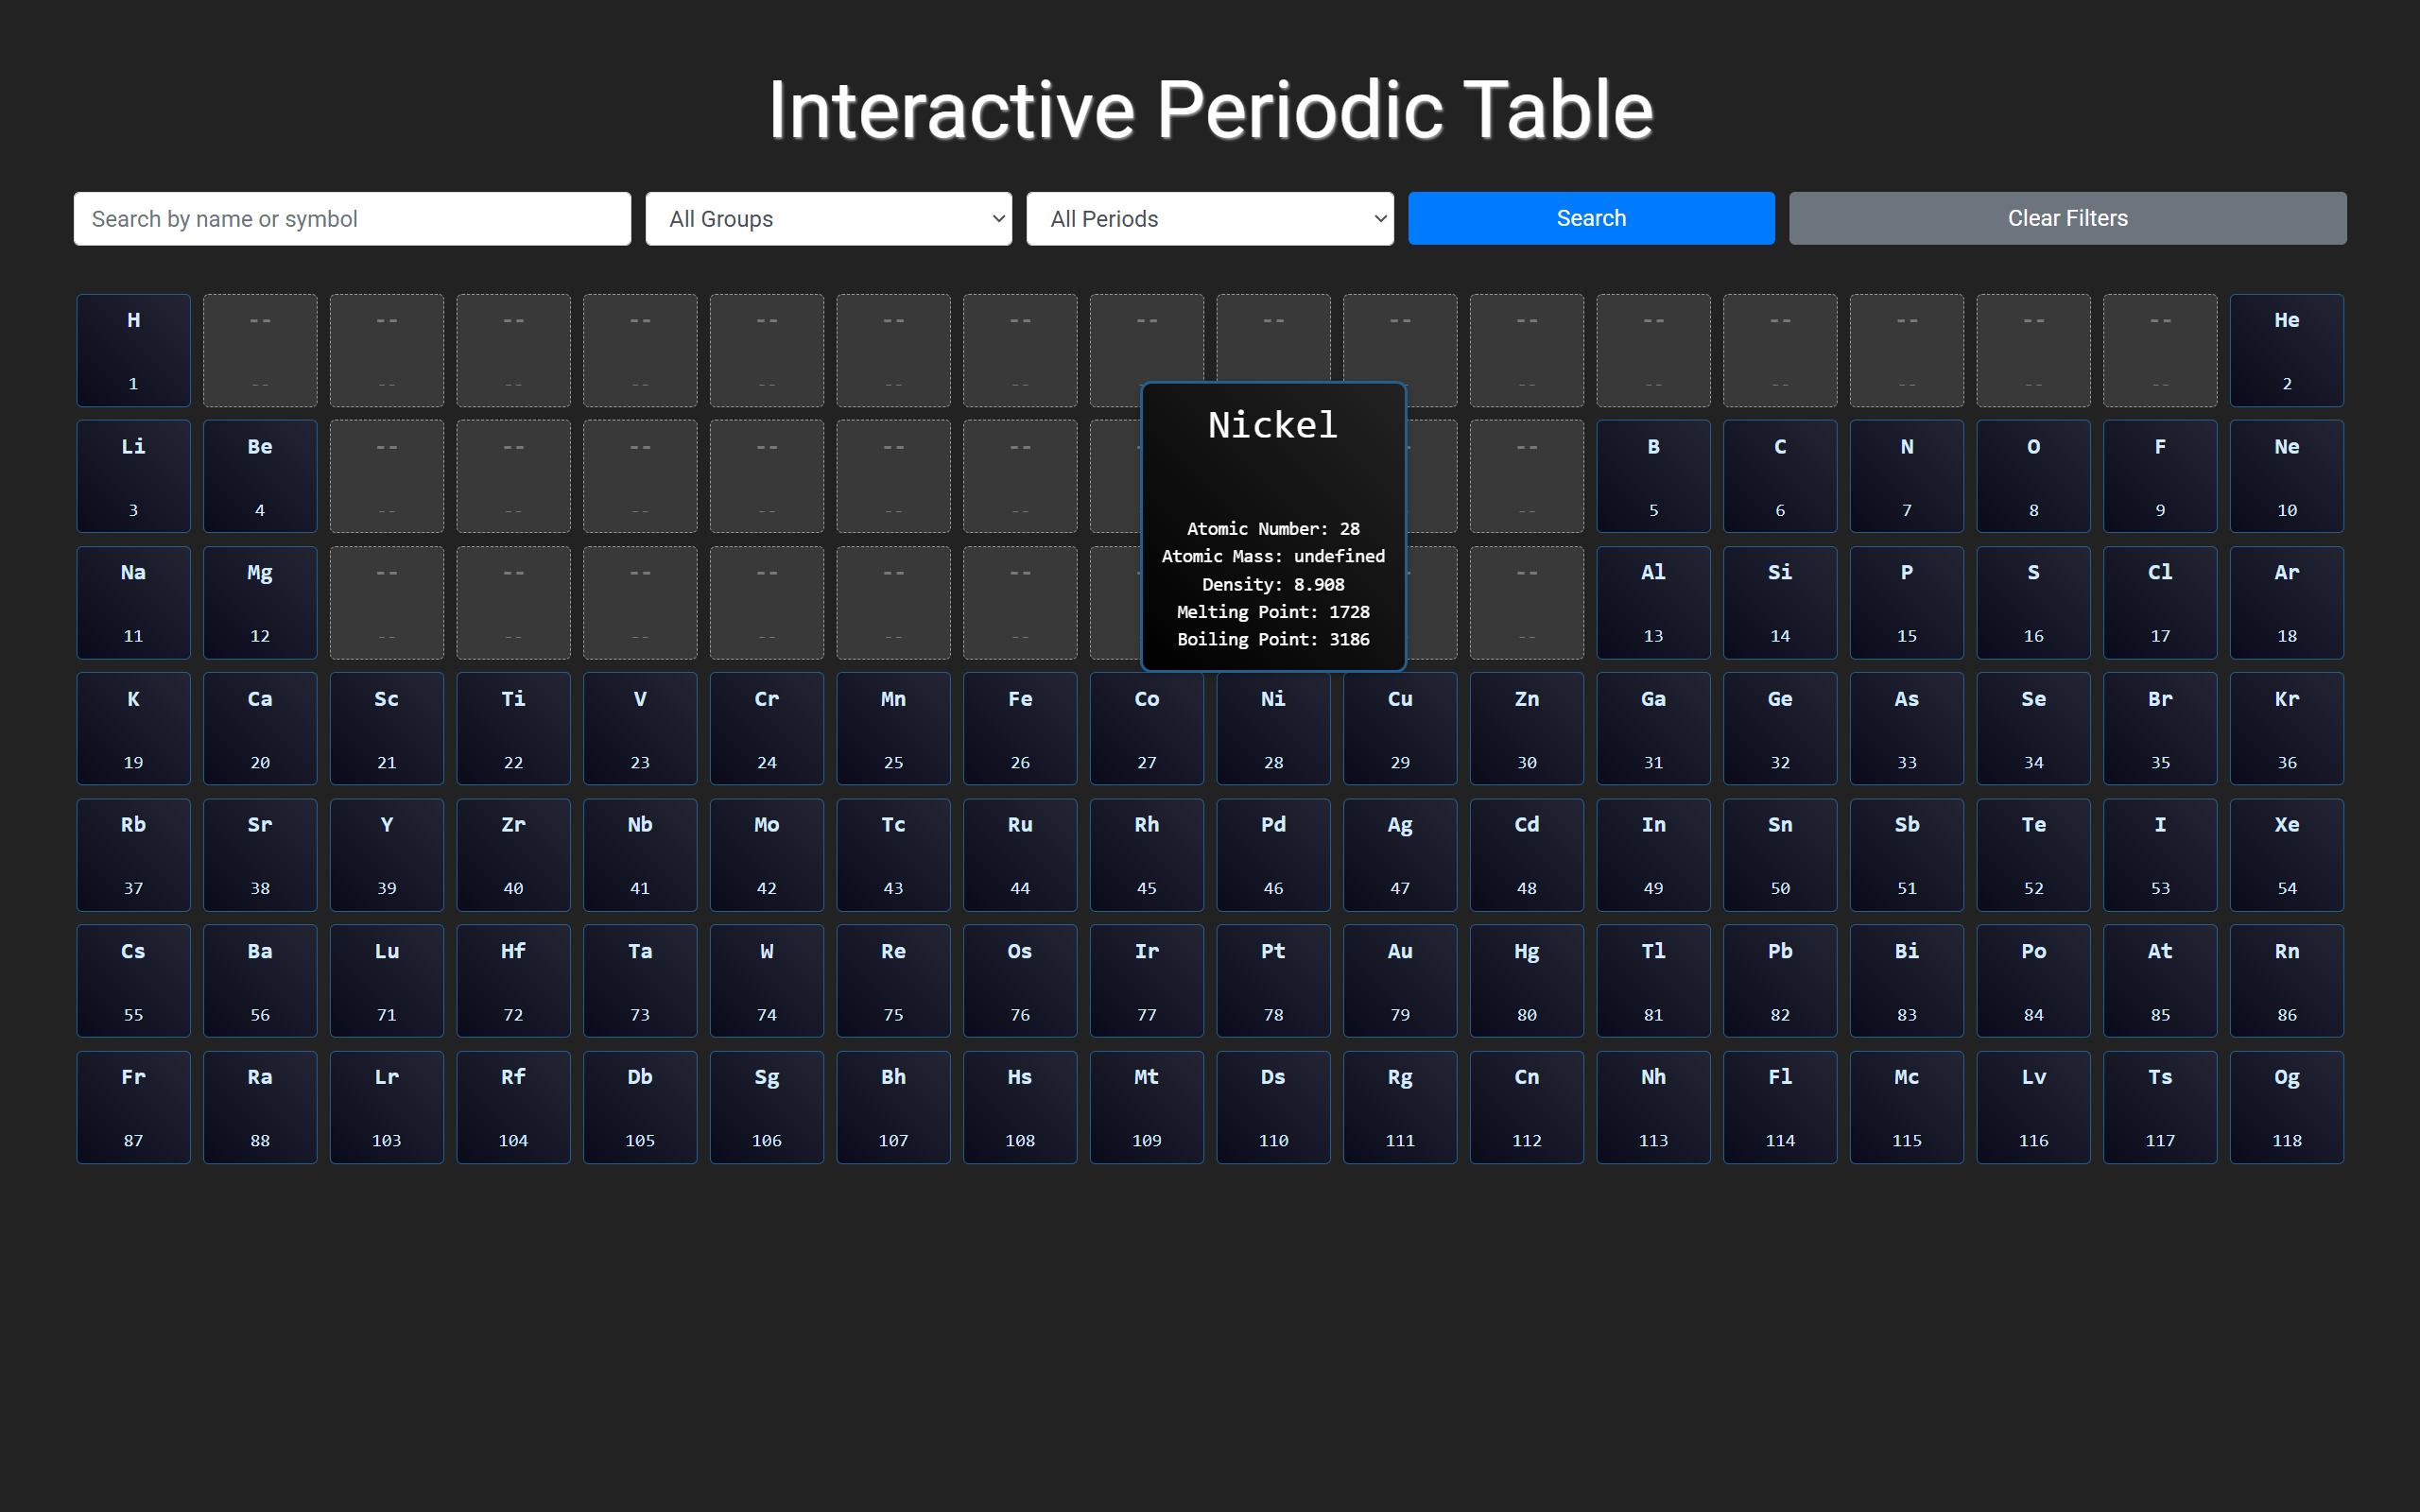 Interactive Periodic Table
Search by name or symbol All Groups All Periods Search Clear Filters
H -- -- -- -- -- -- -- -- -- -- -- -- -- -- -- -- He
1 -- -- -- -- -- -- -- -- -- -- -- -- -- -- -- 2
Nickel
Li Be -- -- -- -- -- -- -- -- -- B C N O F Ne
3 4 -- -- -- -- -- -- -- 5 6 7 8 9 10
Atomic Number: 28
Atomic Mass: undefined
Density: 8.908
Melting Point: 1728
Boiling Point: 3186
Na Mg -- -- -- -- -- -- -- -- -- Al Si P S Cl Ar
11 12 -- -- -- -- -- -- -- 13 14 15 16 17 18
K Ca Sc Ti V Cr Mn Fe Co Ni Cu Zn Ga Ge As Se Br Kr
19 20 21 22 23 24 25 26 27 28 29 30 31 32 33 34 35 36
Rb Sr Y Zr Nb Mo Tc Ru Rh Pd Ag Cd In Sn Sb Te I Xe
37 38 39 40 41 42 43 44 45 46 47 48 49 50 51 52 53 54
Cs Ba Lu Hf Ta W Re Os Ir Pt Au Hg Tl Pb Bi Po At Rn
55 56 71 72 73 74 75 76 77 78 79 80 81 82 83 84 85 86
Fr Ra Lr Rf Db Sg Bh Hs Mt Ds Rg Cn Nh Fl Mc Lv Ts Og
87 88 103 104 105 106 107 108 109 110 111 112 113 114 115 116 117 118